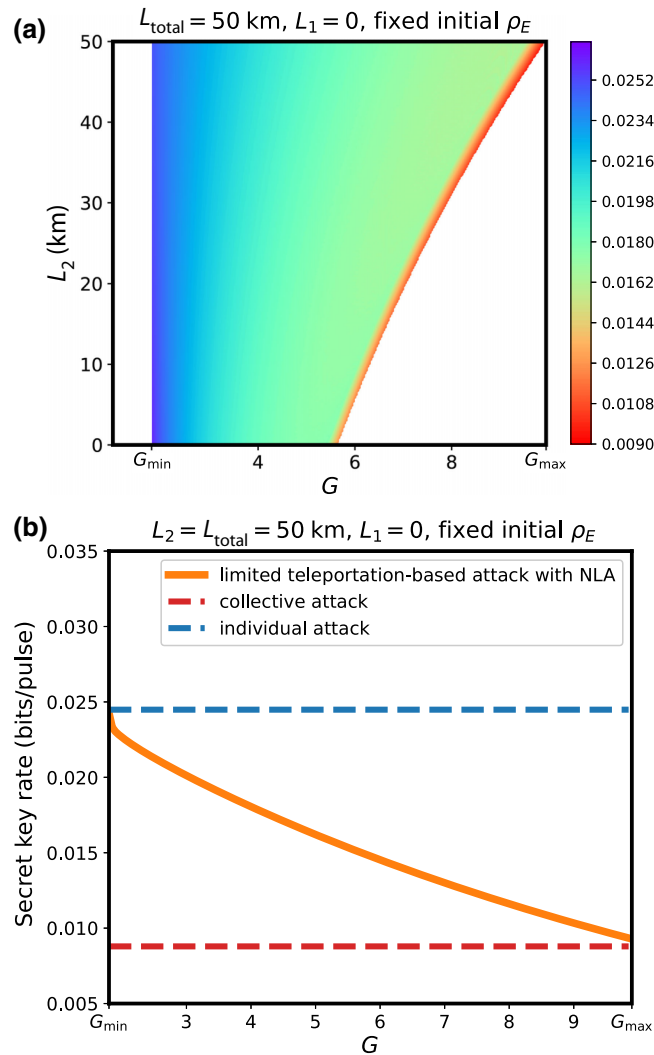 (a)
L_total = 50 km, L_1 = 0, fixed initial ρ_E
50
40
30
20
10
0
L_2 (km)
G_min
4
6
8
G_max
G
0.0252
0.0234
0.0216
0.0198
0.0180
0.0162
0.0144
0.0126
0.0108
0.0090
(b)
L_2 = L_total = 50 km, L_1 = 0, fixed initial ρ_E
0.035
0.030
0.025
0.020
0.015
0.010
0.005
Secret key rate (bits/pulse)
limited teleportation-based attack with NLA
collective attack
individual attack
G_min
3
4
5
6
7
8
9
G_max
G